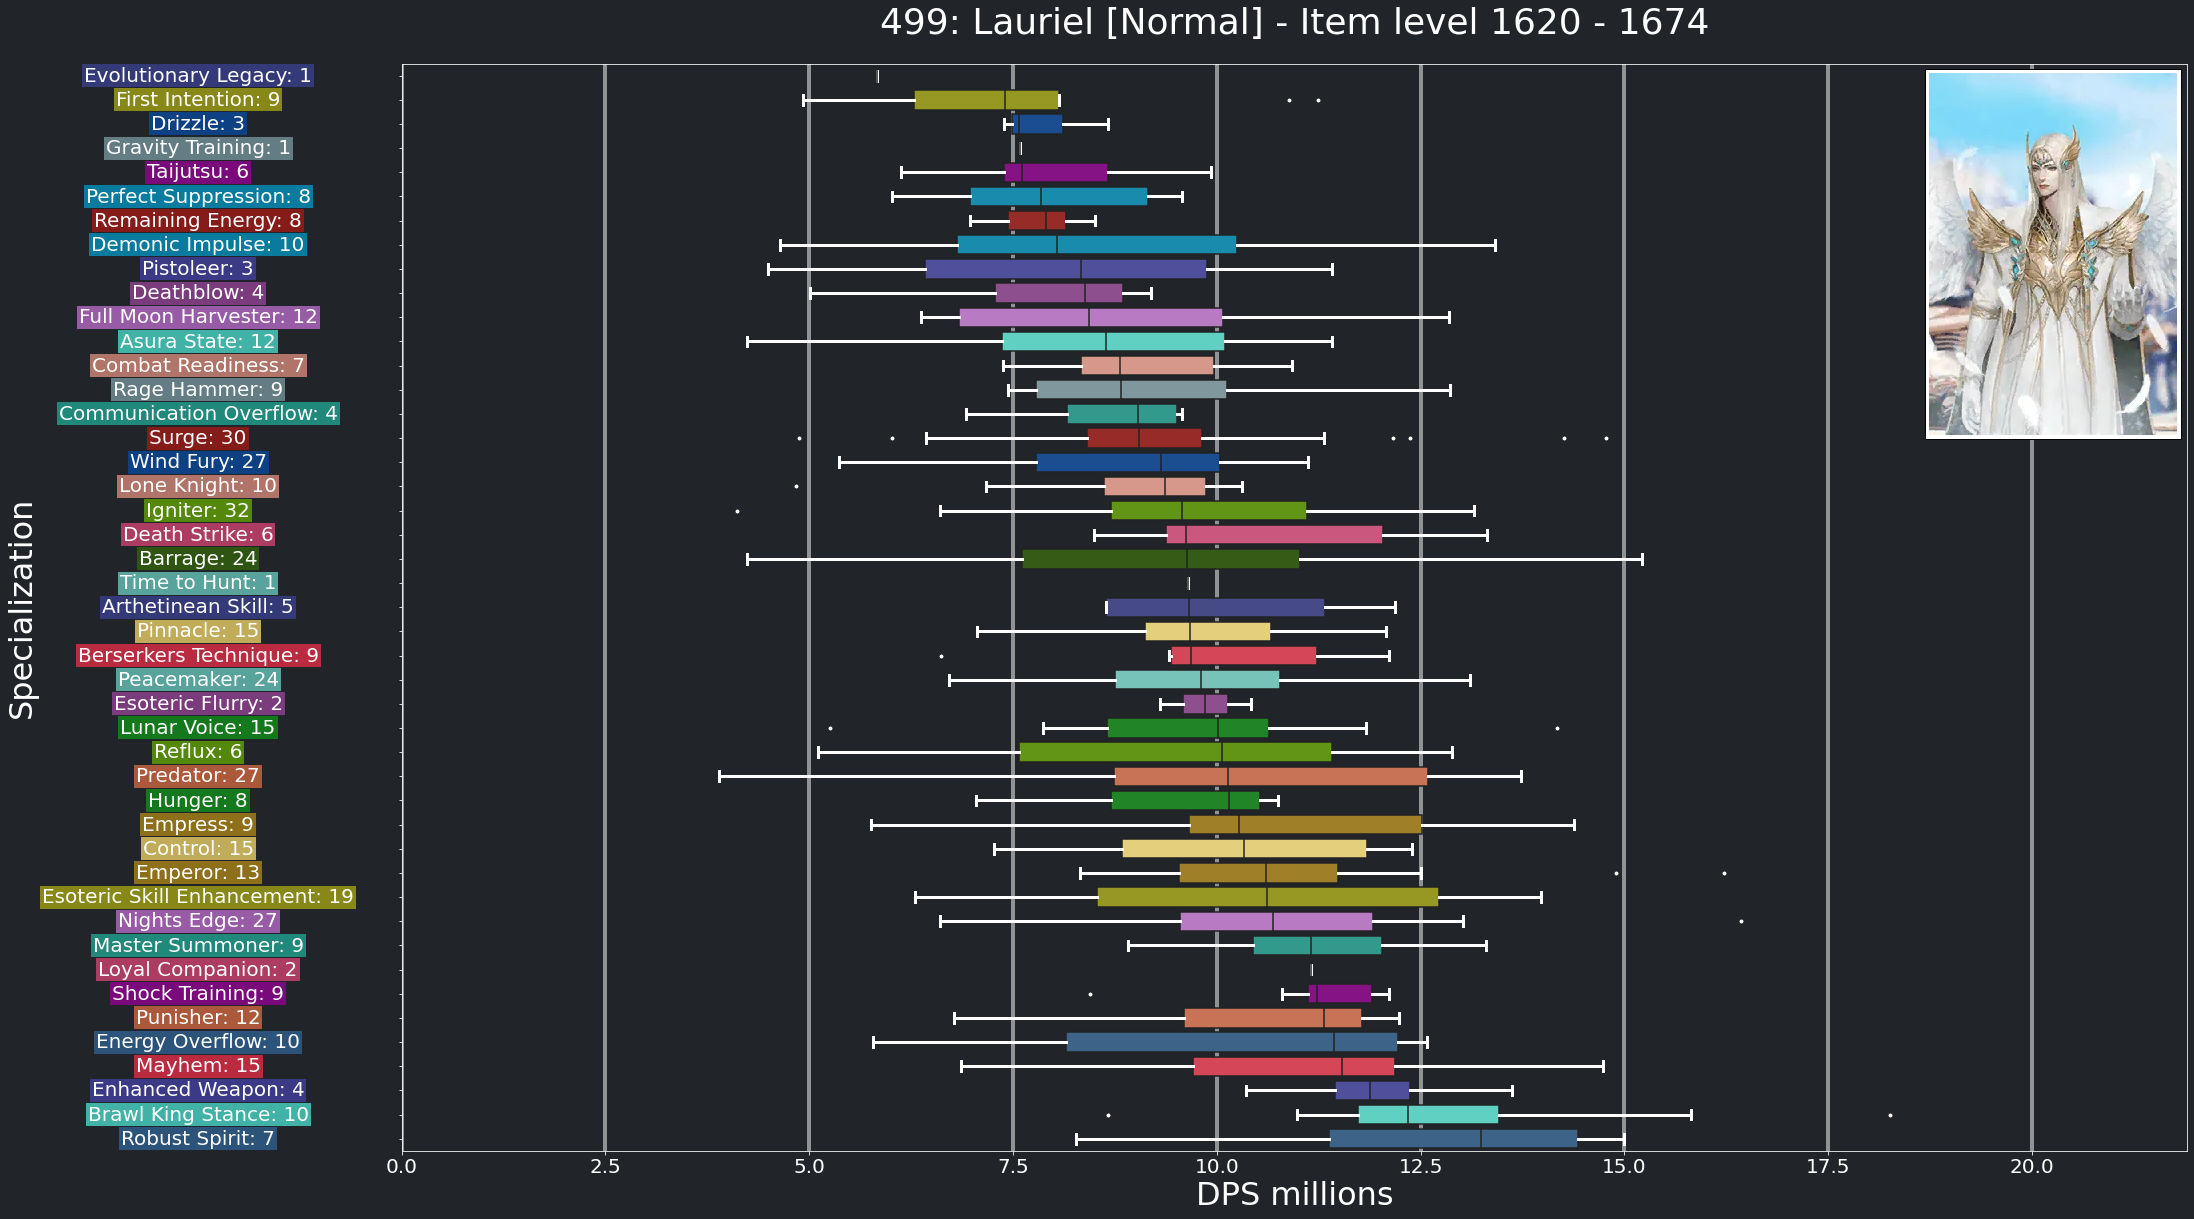 499: Lauriel [Normal] - Item level 1620 - 1674
Specialization
Evolutionary Legacy: 1
First Intention: 9
Drizzle: 3
Gravity Training: 1
Taijutsu: 6
Perfect Suppression: 8
Remaining Energy: 8
Demonic Impulse: 10
Pistoleer: 3
Deathblow: 4
Full Moon Harvester: 12
Asura State: 12
Combat Readiness: 7
Rage Hammer: 9
Communication Overflow: 4
Surge: 30
Wind Fury: 27
Lone Knight: 10
Igniter: 32
Death Strike: 6
Barrage: 24
Time to Hunt: 1
Arthetinean Skill: 5
Pinnacle: 15
Berserkers Technique: 9
Peacemaker: 24
Esoteric Flurry: 2
Lunar Voice: 15
Reflux: 6
Predator: 27
Hunger: 8
Empress: 9
Control: 15
Emperor: 13
Esoteric Skill Enhancement: 19
Nights Edge: 27
Master Summoner: 9
Loyal Companion: 2
Shock Training: 9
Punisher: 12
Energy Overflow: 10
Mayhem: 15
Enhanced Weapon: 4
Brawl King Stance: 10
Robust Spirit: 7
0.0 2.5 5.0 7.5 10.0 12.5 15.0 17.5 20.0
DPS millions